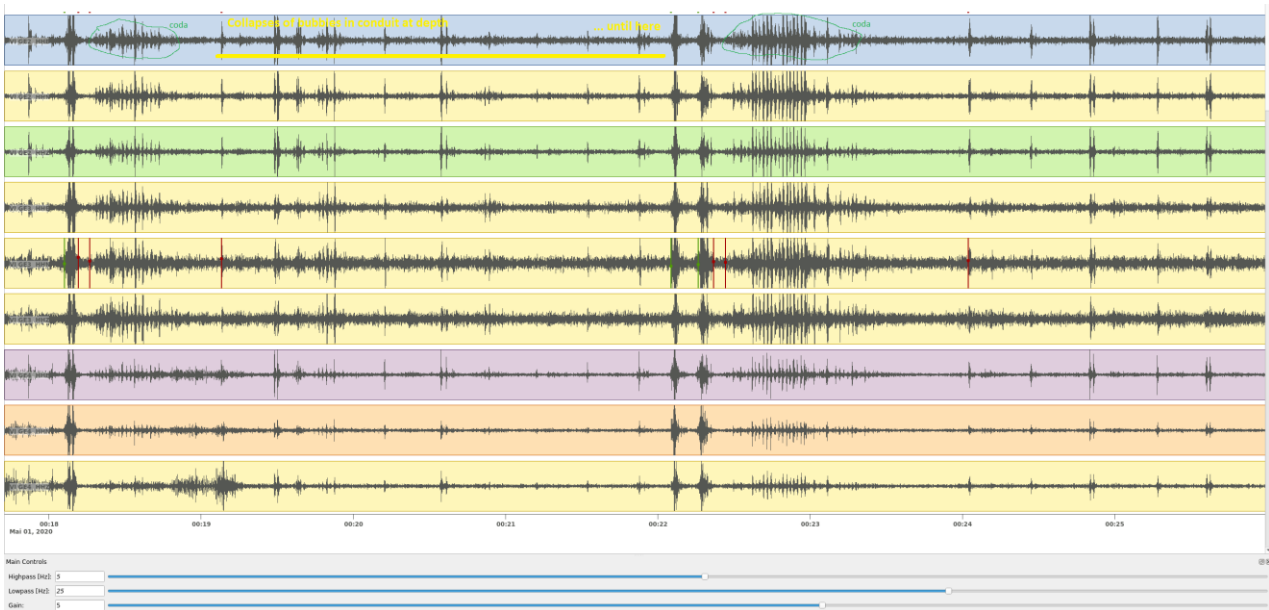 coda
Collapses of bubbles in conduit at depth
... until here
coda
00:18
00:19
00:20
00:21
00:22
00:23
00:24
00:25
Mai 01, 2020
Main Controls
Highpass [Hz]: 5
Lowpass [Hz]: 25
Gain: 5